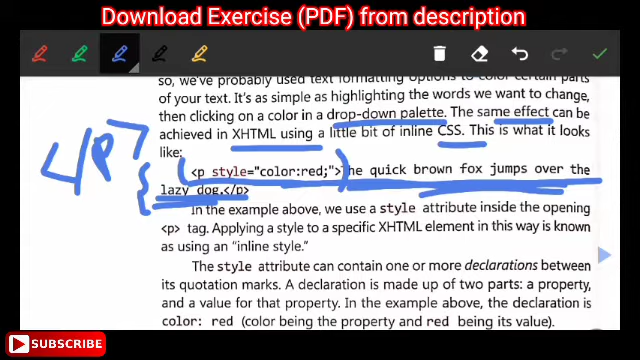 Download Exercise (PDF) from description
so, we've probably used text formatting options to color certain parts
of your text. It's as simple as highlighting the words we want to change,
then clicking on a color in a drop-down palette. The same effect can be
achieved in XHTML using a little bit of inline CSS. This is what it looks
like:
<p style="color:red;">The quick brown fox jumps over the
lazy dog.</p>
</p>
In the example above, we use a style attribute inside the opening
<p> tag. Applying a style to a specific XHTML element in this way is known
as using an “inline style.”
The style attribute can contain one or more declarations between
its quotation marks. A declaration is made up of two parts: a property,
and a value for that property. In the example above, the declaration is
color: red (color being the property and red being its value).
SUBSCRIBE